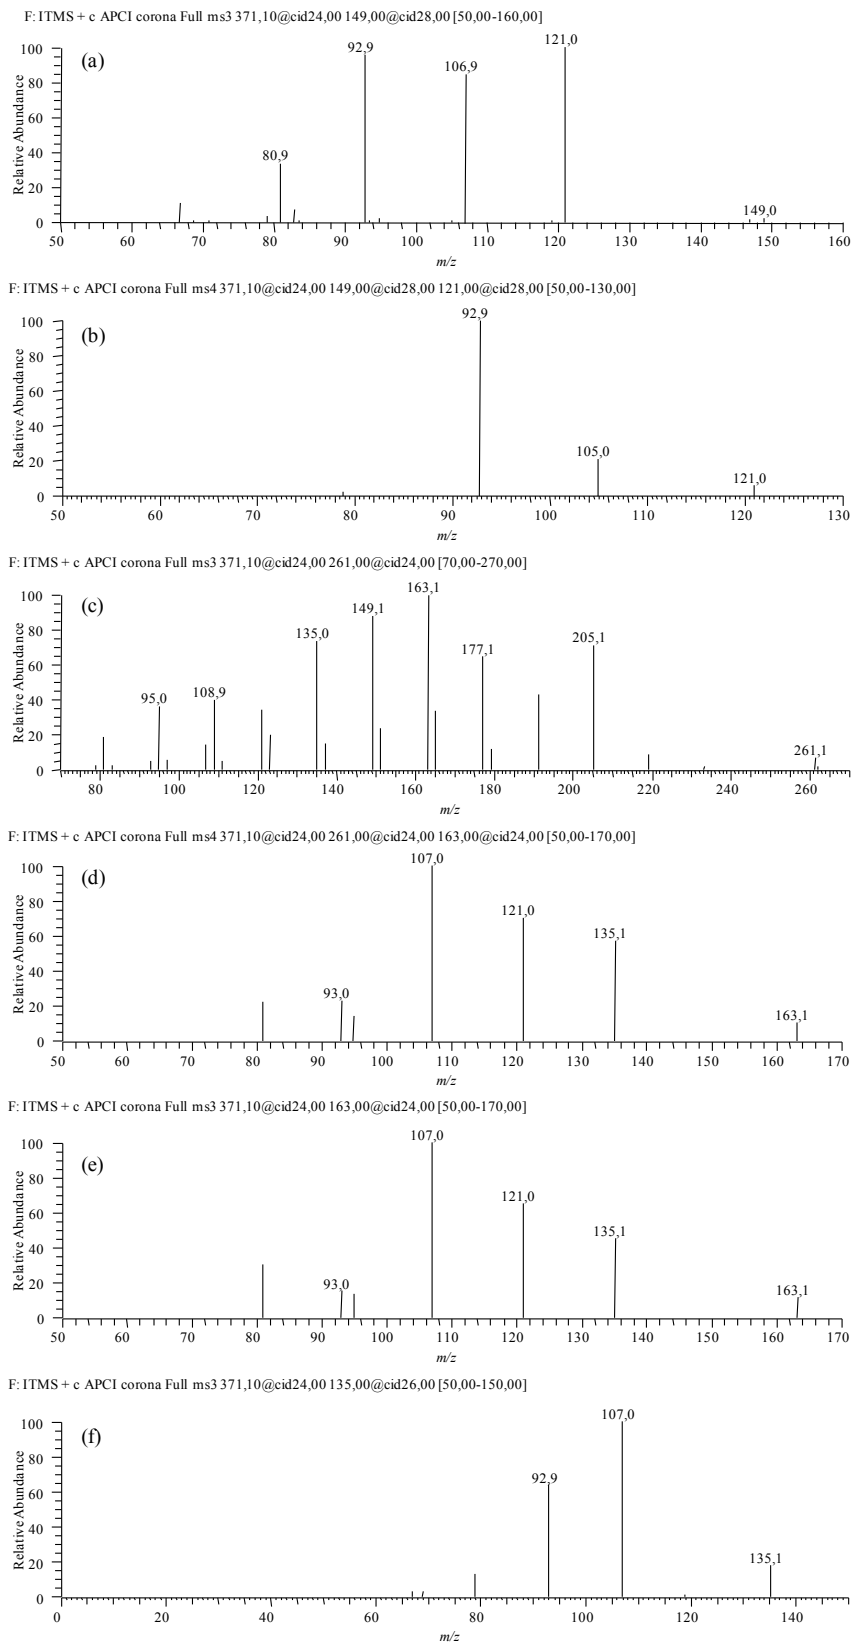 F: ITMS + c APCI corona Full ms3 371,10@cid24,00 149,00@cid28,00 [50,00-160,00]
(a)
Relative Abundance
100
80
60
40
20
0
80,9
92,9
106,9
121,0
149,0
50 60 70 80 90 100 110 120 130 140 150 160
m/z
F: ITMS + c APCI corona Full ms4 371,10@cid24,00 149,00@cid28,00 121,00@cid28,00 [50,00-130,00]
(b)
Relative Abundance
100
80
60
40
20
0
92,9
105,0
121,0
50 60 70 80 90 100 110 120 130
m/z
F: ITMS + c APCI corona Full ms3 371,10@cid24,00 261,00@cid24,00 [70,00-270,00]
(c)
Relative Abundance
100
80
60
40
20
0
95,0
108,9
135,0
149,1
163,1
177,1
205,1
261,1
80 100 120 140 160 180 200 220 240 260
m/z
F: ITMS + c APCI corona Full ms4 371,10@cid24,00 261,00@cid24,00 163,00@cid24,00 [50,00-170,00]
(d)
Relative Abundance
100
80
60
40
20
0
93,0
107,0
121,0
135,1
163,1
50 60 70 80 90 100 110 120 130 140 150 160 170
m/z
F: ITMS + c APCI corona Full ms3 371,10@cid24,00 163,00@cid24,00 [50,00-170,00]
(e)
Relative Abundance
100
80
60
40
20
0
93,0
107,0
121,0
135,1
163,1
50 60 70 80 90 100 110 120 130 140 150 160 170
m/z
F: ITMS + c APCI corona Full ms3 371,10@cid24,00 135,00@cid26,00 [50,00-150,00]
(f)
Relative Abundance
100
80
60
40
20
0
92,9
107,0
135,1
0 20 40 60 80 100 120 140
m/z